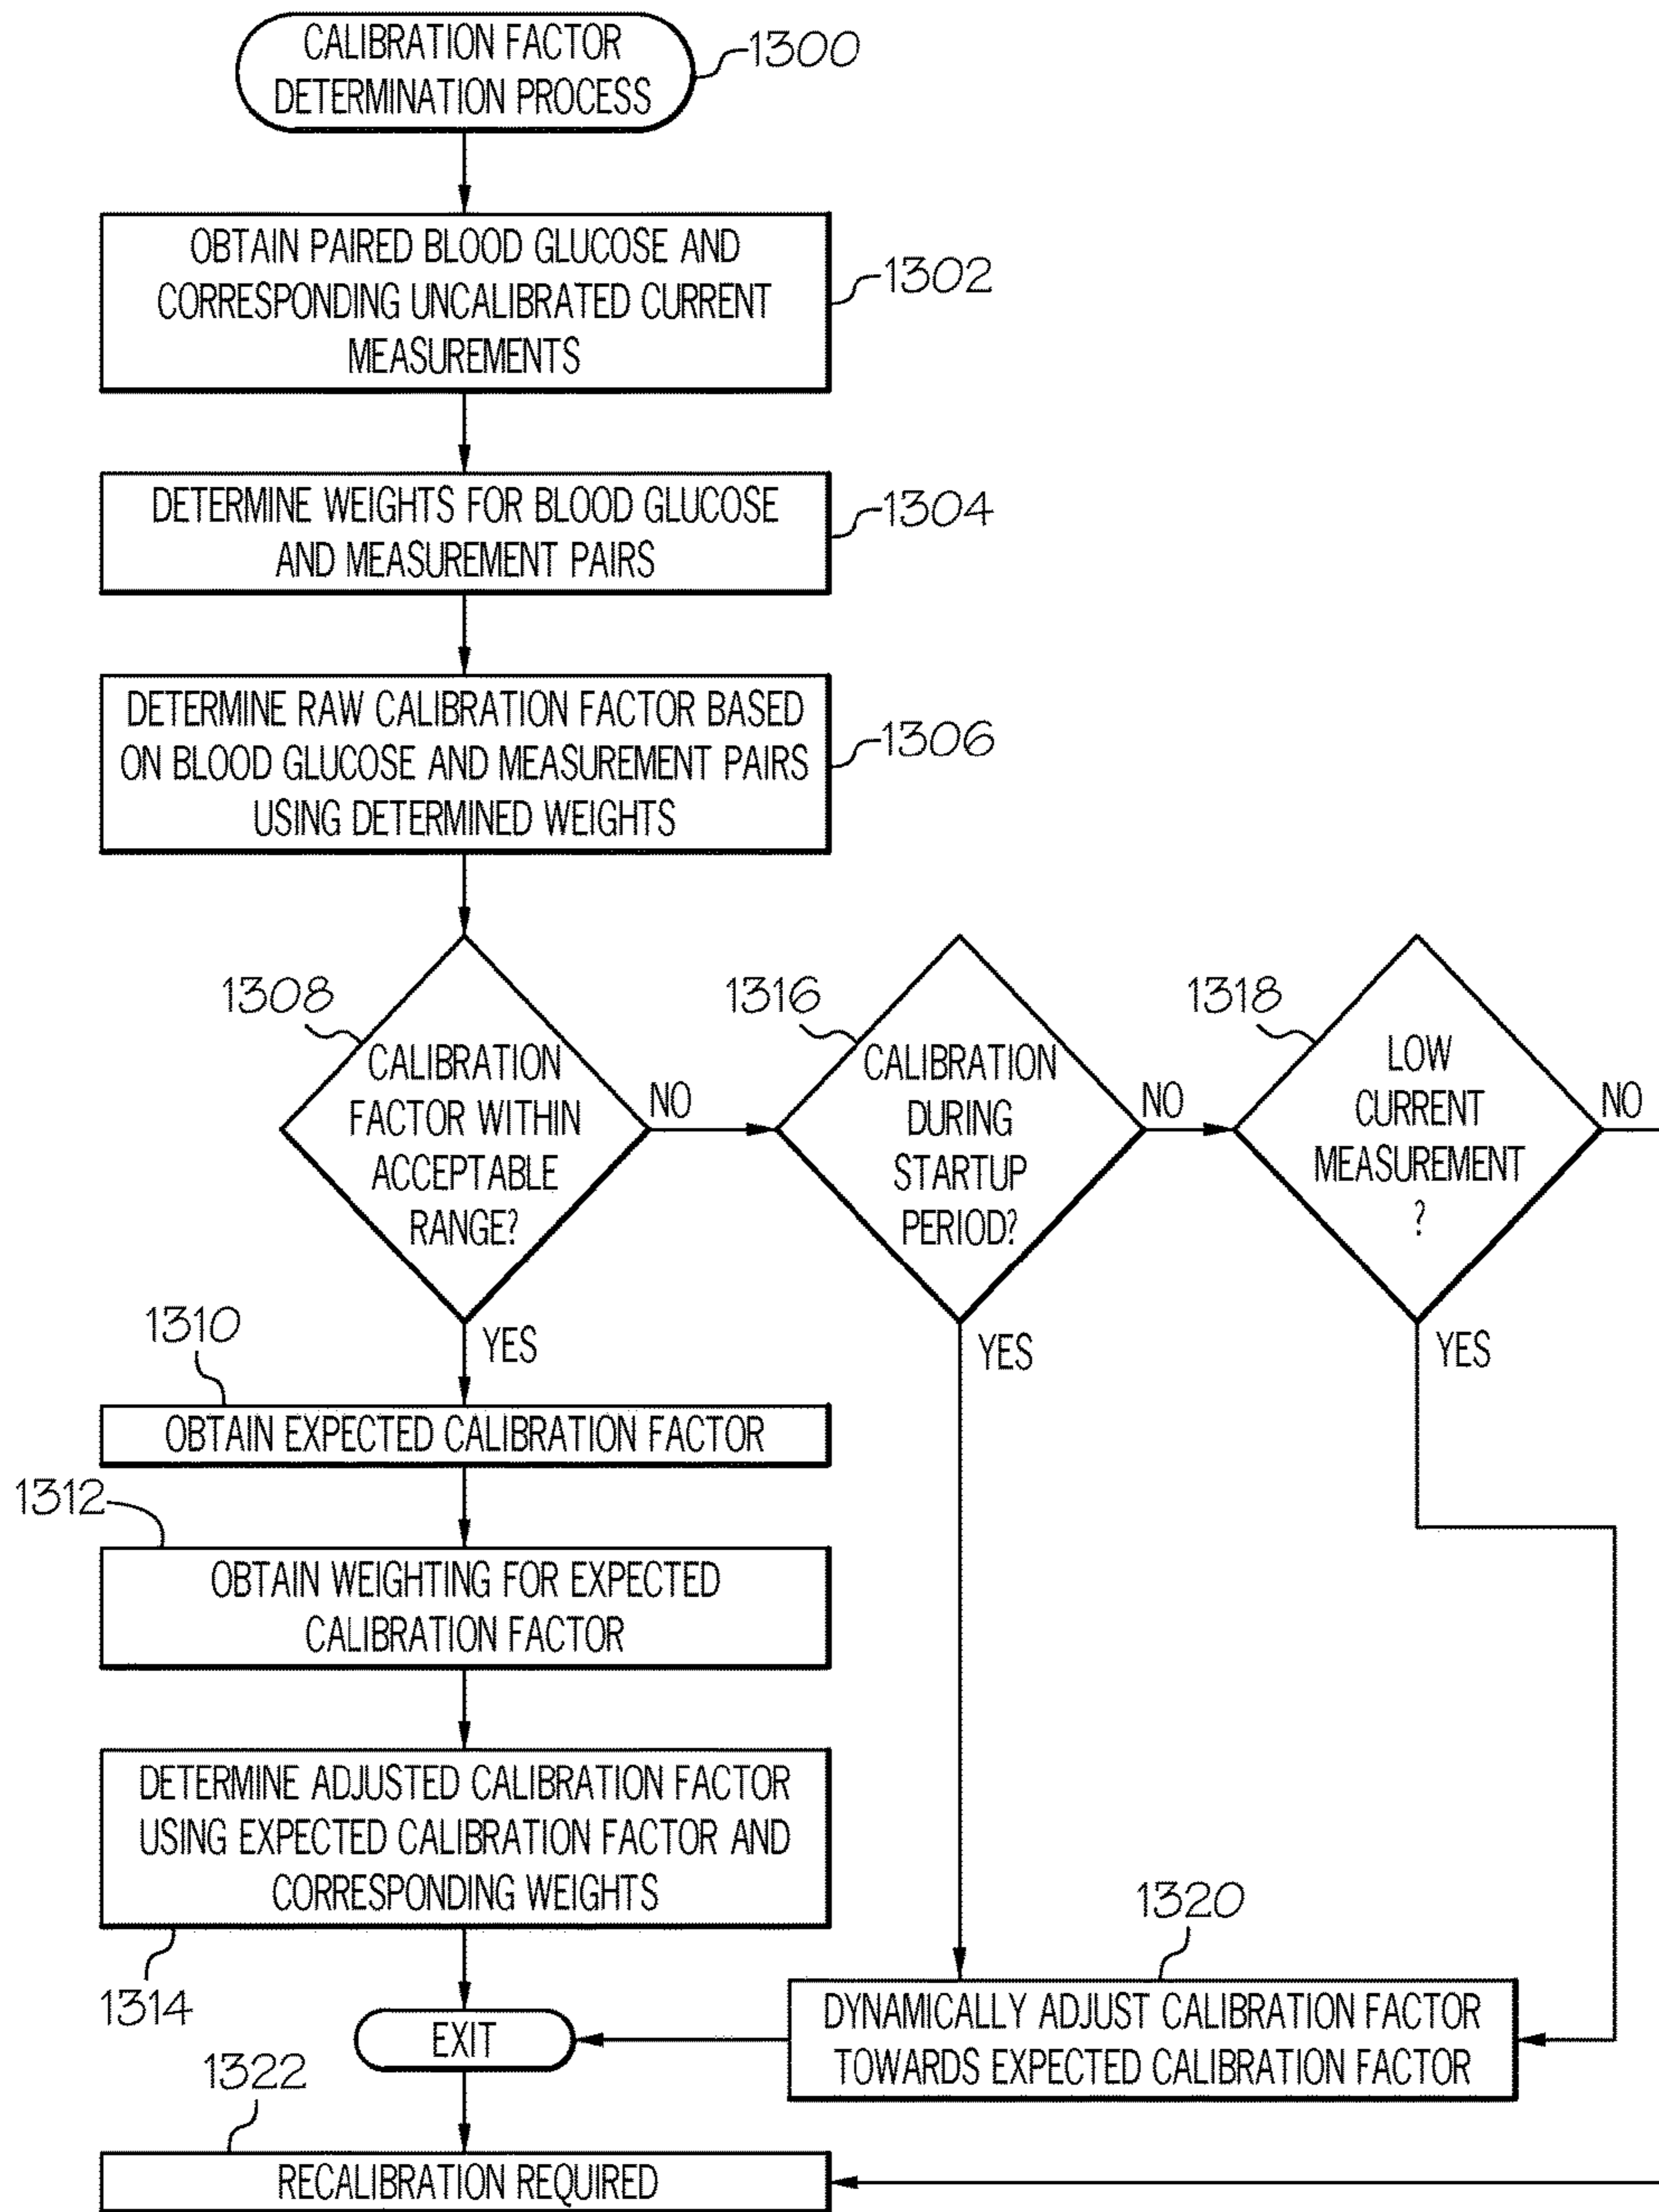 CALIBRATION FACTOR
DETERMINATION PROCESS
1300
OBTAIN PAIRED BLOOD GLUCOSE AND
CORRESPONDING UNCALIBRATED CURRENT
MEASUREMENTS
1302
DETERMINE WEIGHTS FOR BLOOD GLUCOSE
AND MEASUREMENT PAIRS
1304
DETERMINE RAW CALIBRATION FACTOR BASED
ON BLOOD GLUCOSE AND MEASUREMENT PAIRS
USING DETERMINED WEIGHTS
1306
1308
CALIBRATION
FACTOR WITHIN
ACCEPTABLE
RANGE?
NO
YES
1316
CALIBRATION
DURING
STARTUP
PERIOD?
NO
YES
1318
LOW
CURRENT
MEASUREMENT
?
NO
YES
1310
OBTAIN EXPECTED CALIBRATION FACTOR
1312
OBTAIN WEIGHTING FOR EXPECTED
CALIBRATION FACTOR
DETERMINE ADJUSTED CALIBRATION FACTOR
USING EXPECTED CALIBRATION FACTOR AND
CORRESPONDING WEIGHTS
1314
1320
DYNAMICALLY ADJUST CALIBRATION FACTOR
TOWARDS EXPECTED CALIBRATION FACTOR
EXIT
1322
RECALIBRATION REQUIRED